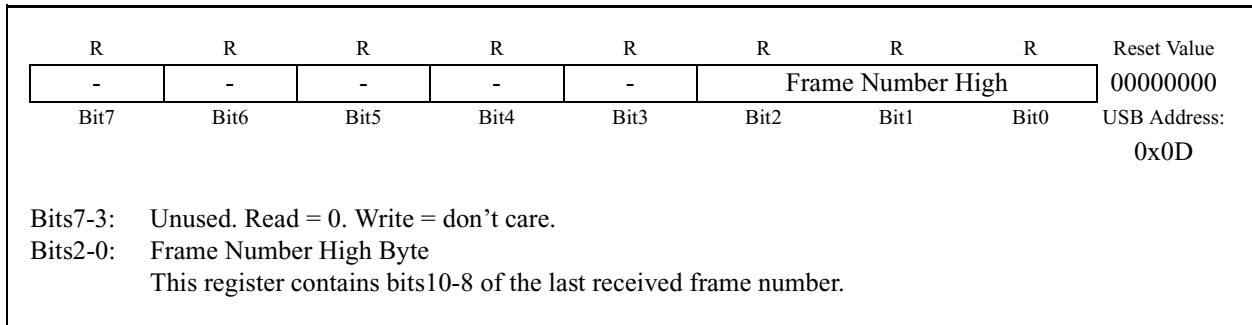 R R R R R R R R Reset Value
- - - - - Frame Number High 00000000
Bit7 Bit6 Bit5 Bit4 Bit3 Bit2 Bit1 Bit0 USB Address:
0x0D
Bits7-3: Unused. Read = 0. Write = don’t care.
Bits2-0: Frame Number High Byte
This register contains bits10-8 of the last received frame number.